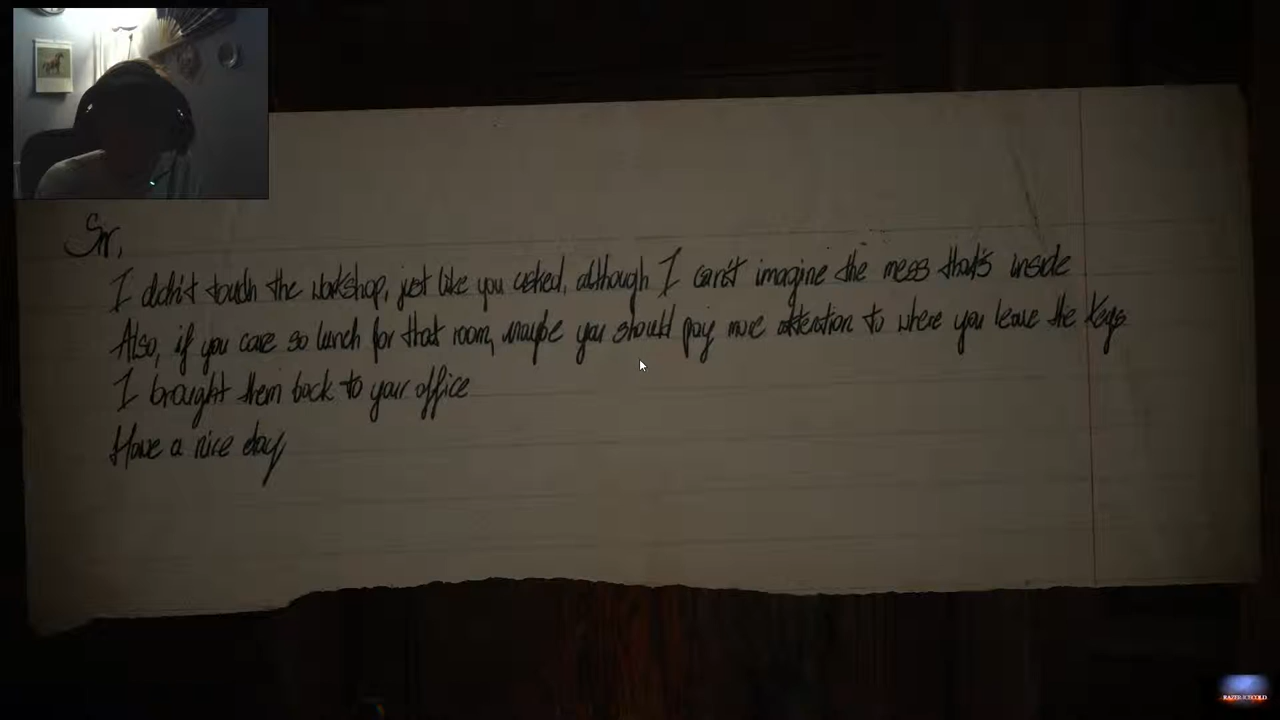 Sir,
I didn't touch the workshop, just like you asked, although I can't imagine the mess that's inside
Also, if you care so much for that room, maybe you should pay more attention to where you leave the keys
I brought them back to your office
Have a nice day